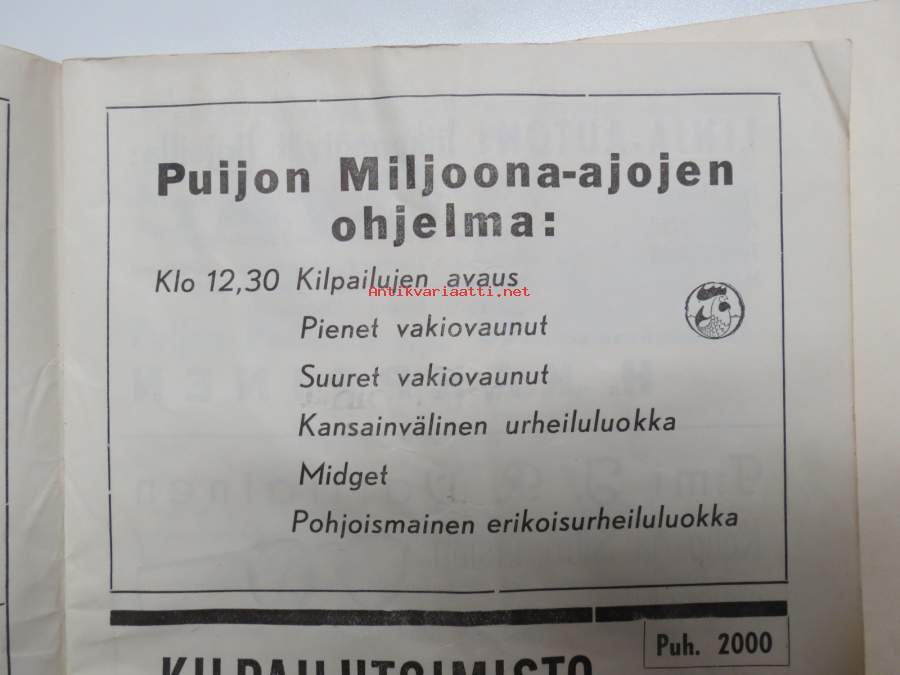 Puijon Miljoona-ajojen
ohjelma:
Klo 12,30 Kilpailujen avaus
Antikvariaatti.net
Pienet vakiovaunut
Suuret vakiovaunut
Kansainvälinen urheiluluokka
Midget
Pohjoismainen erikoisurheiluluokka
Puh. 2000
KILPAILUTOIMISTO